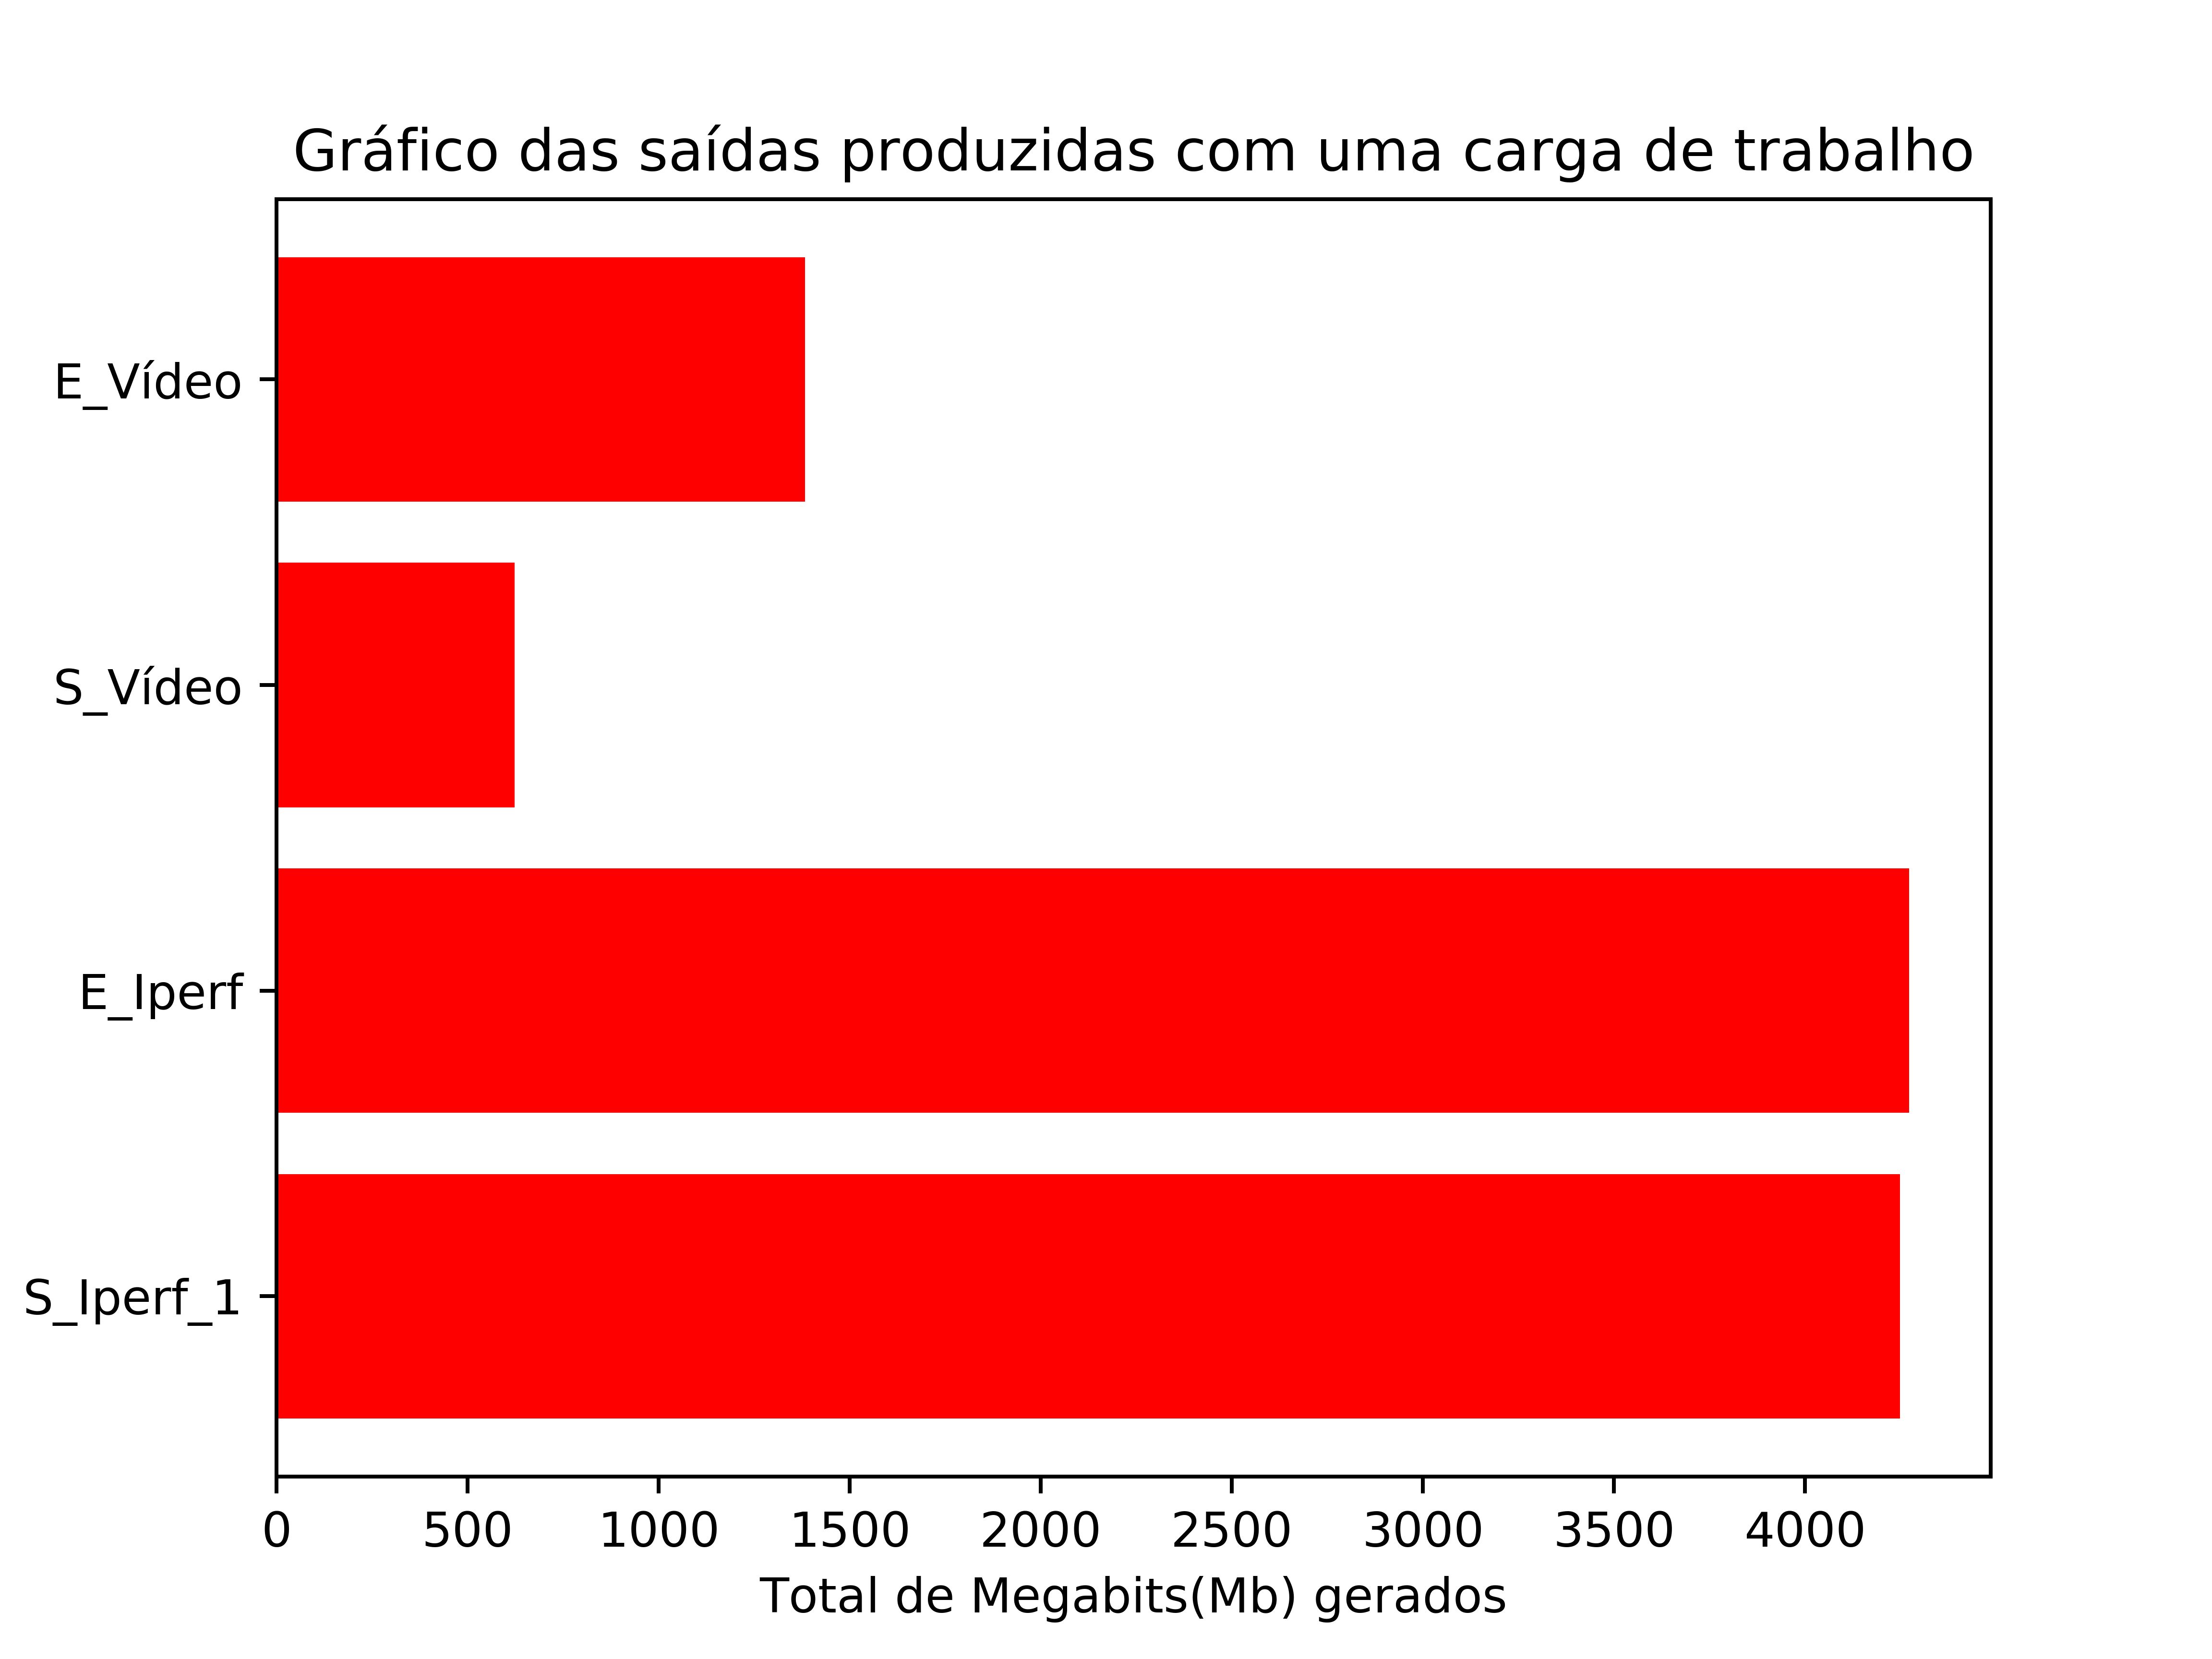 Gráfico das saídas produzidas com uma carga de trabalho
E_Vídeo
S_Vídeo
E_Iperf
S_Iperf_1
0 500 1000 1500 2000 2500 3000 3500 4000
Total de Megabits(Mb) gerados